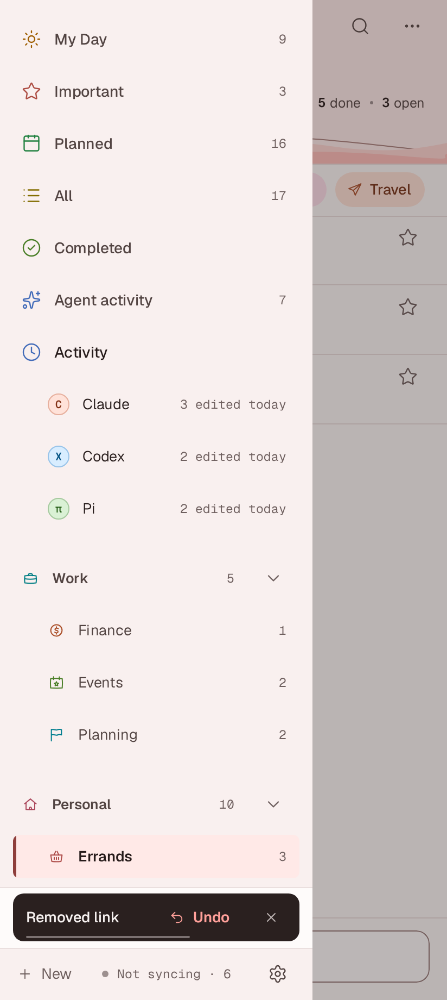 My Day 9
5 done • 3 open
Important 3
Planned 16
Travel
All 17
Completed
Agent activity 7
Activity
C Claude 3 edited today
X Codex 2 edited today
π Pi 2 edited today
Work 5
Finance 1
Events 2
Planning 2
Personal 10
Errands 3
Removed link Undo
+ New Not syncing · 6